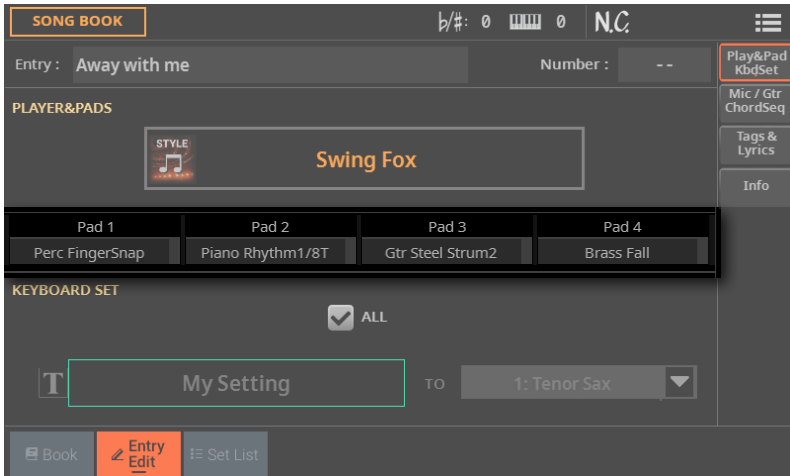 SONG BOOK
♭/#: 0 0 N.C.
Entry : Away with me Number : --
Play&Pad
KbdSet
Mic / Gtr
ChordSeq
Tags &
Lyrics
Info
PLAYER&PADS
STYLE
Swing Fox
Pad 1 Pad 2 Pad 3 Pad 4
Perc FingerSnap Piano Rhythm1/8T Gtr Steel Strum2 Brass Fall
KEYBOARD SET
ALL
T My Setting TO 1: Tenor Sax
Book Entry Edit Set List